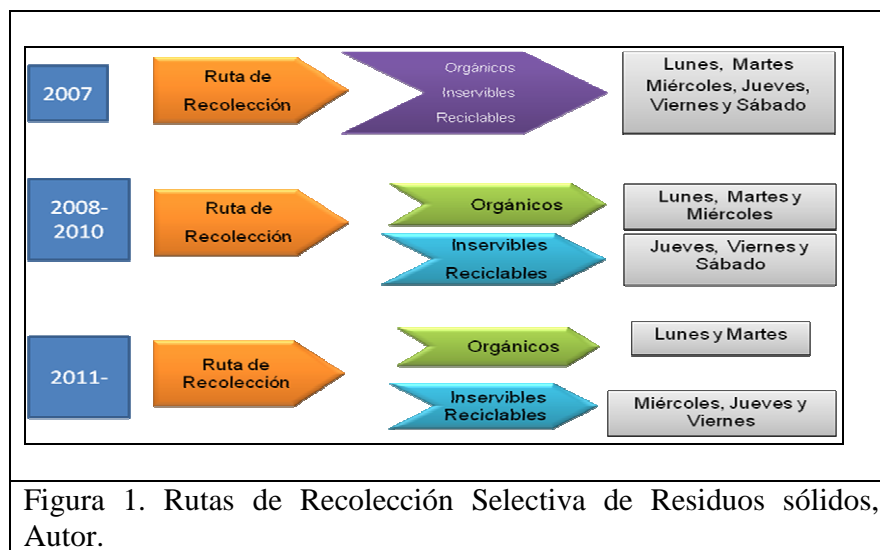 2007
Ruta de
Recolección
Orgánicos
Inservibles
Reciclables
Lunes, Martes
Miércoles, Jueves,
Viernes y Sábado
2008-
2010
Ruta de
Recolección
Orgánicos
Lunes, Martes y
Miércoles
Inservibles
Reciclables
Jueves, Viernes y
Sábado
2011-
Ruta de
Recolección
Orgánicos
Lunes y Martes
Inservibles
Reciclables
Miércoles, Jueves y
Viernes
Figura 1. Rutas de Recolección Selectiva de Residuos sólidos,
Autor.